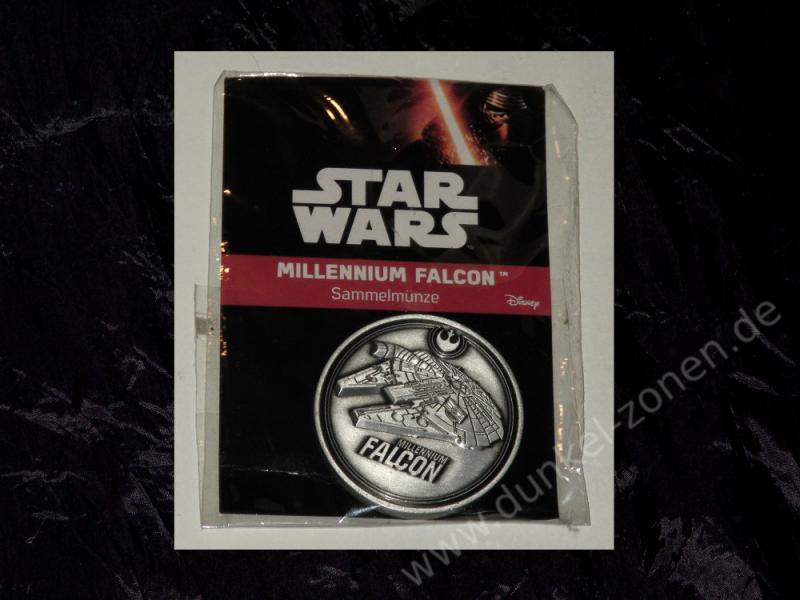 STAR
WARS
MILLENNIUM FALCON™
Sammelmünze
Disney
MILLENNIUM
FALCON
www.dunkel-zonen.de